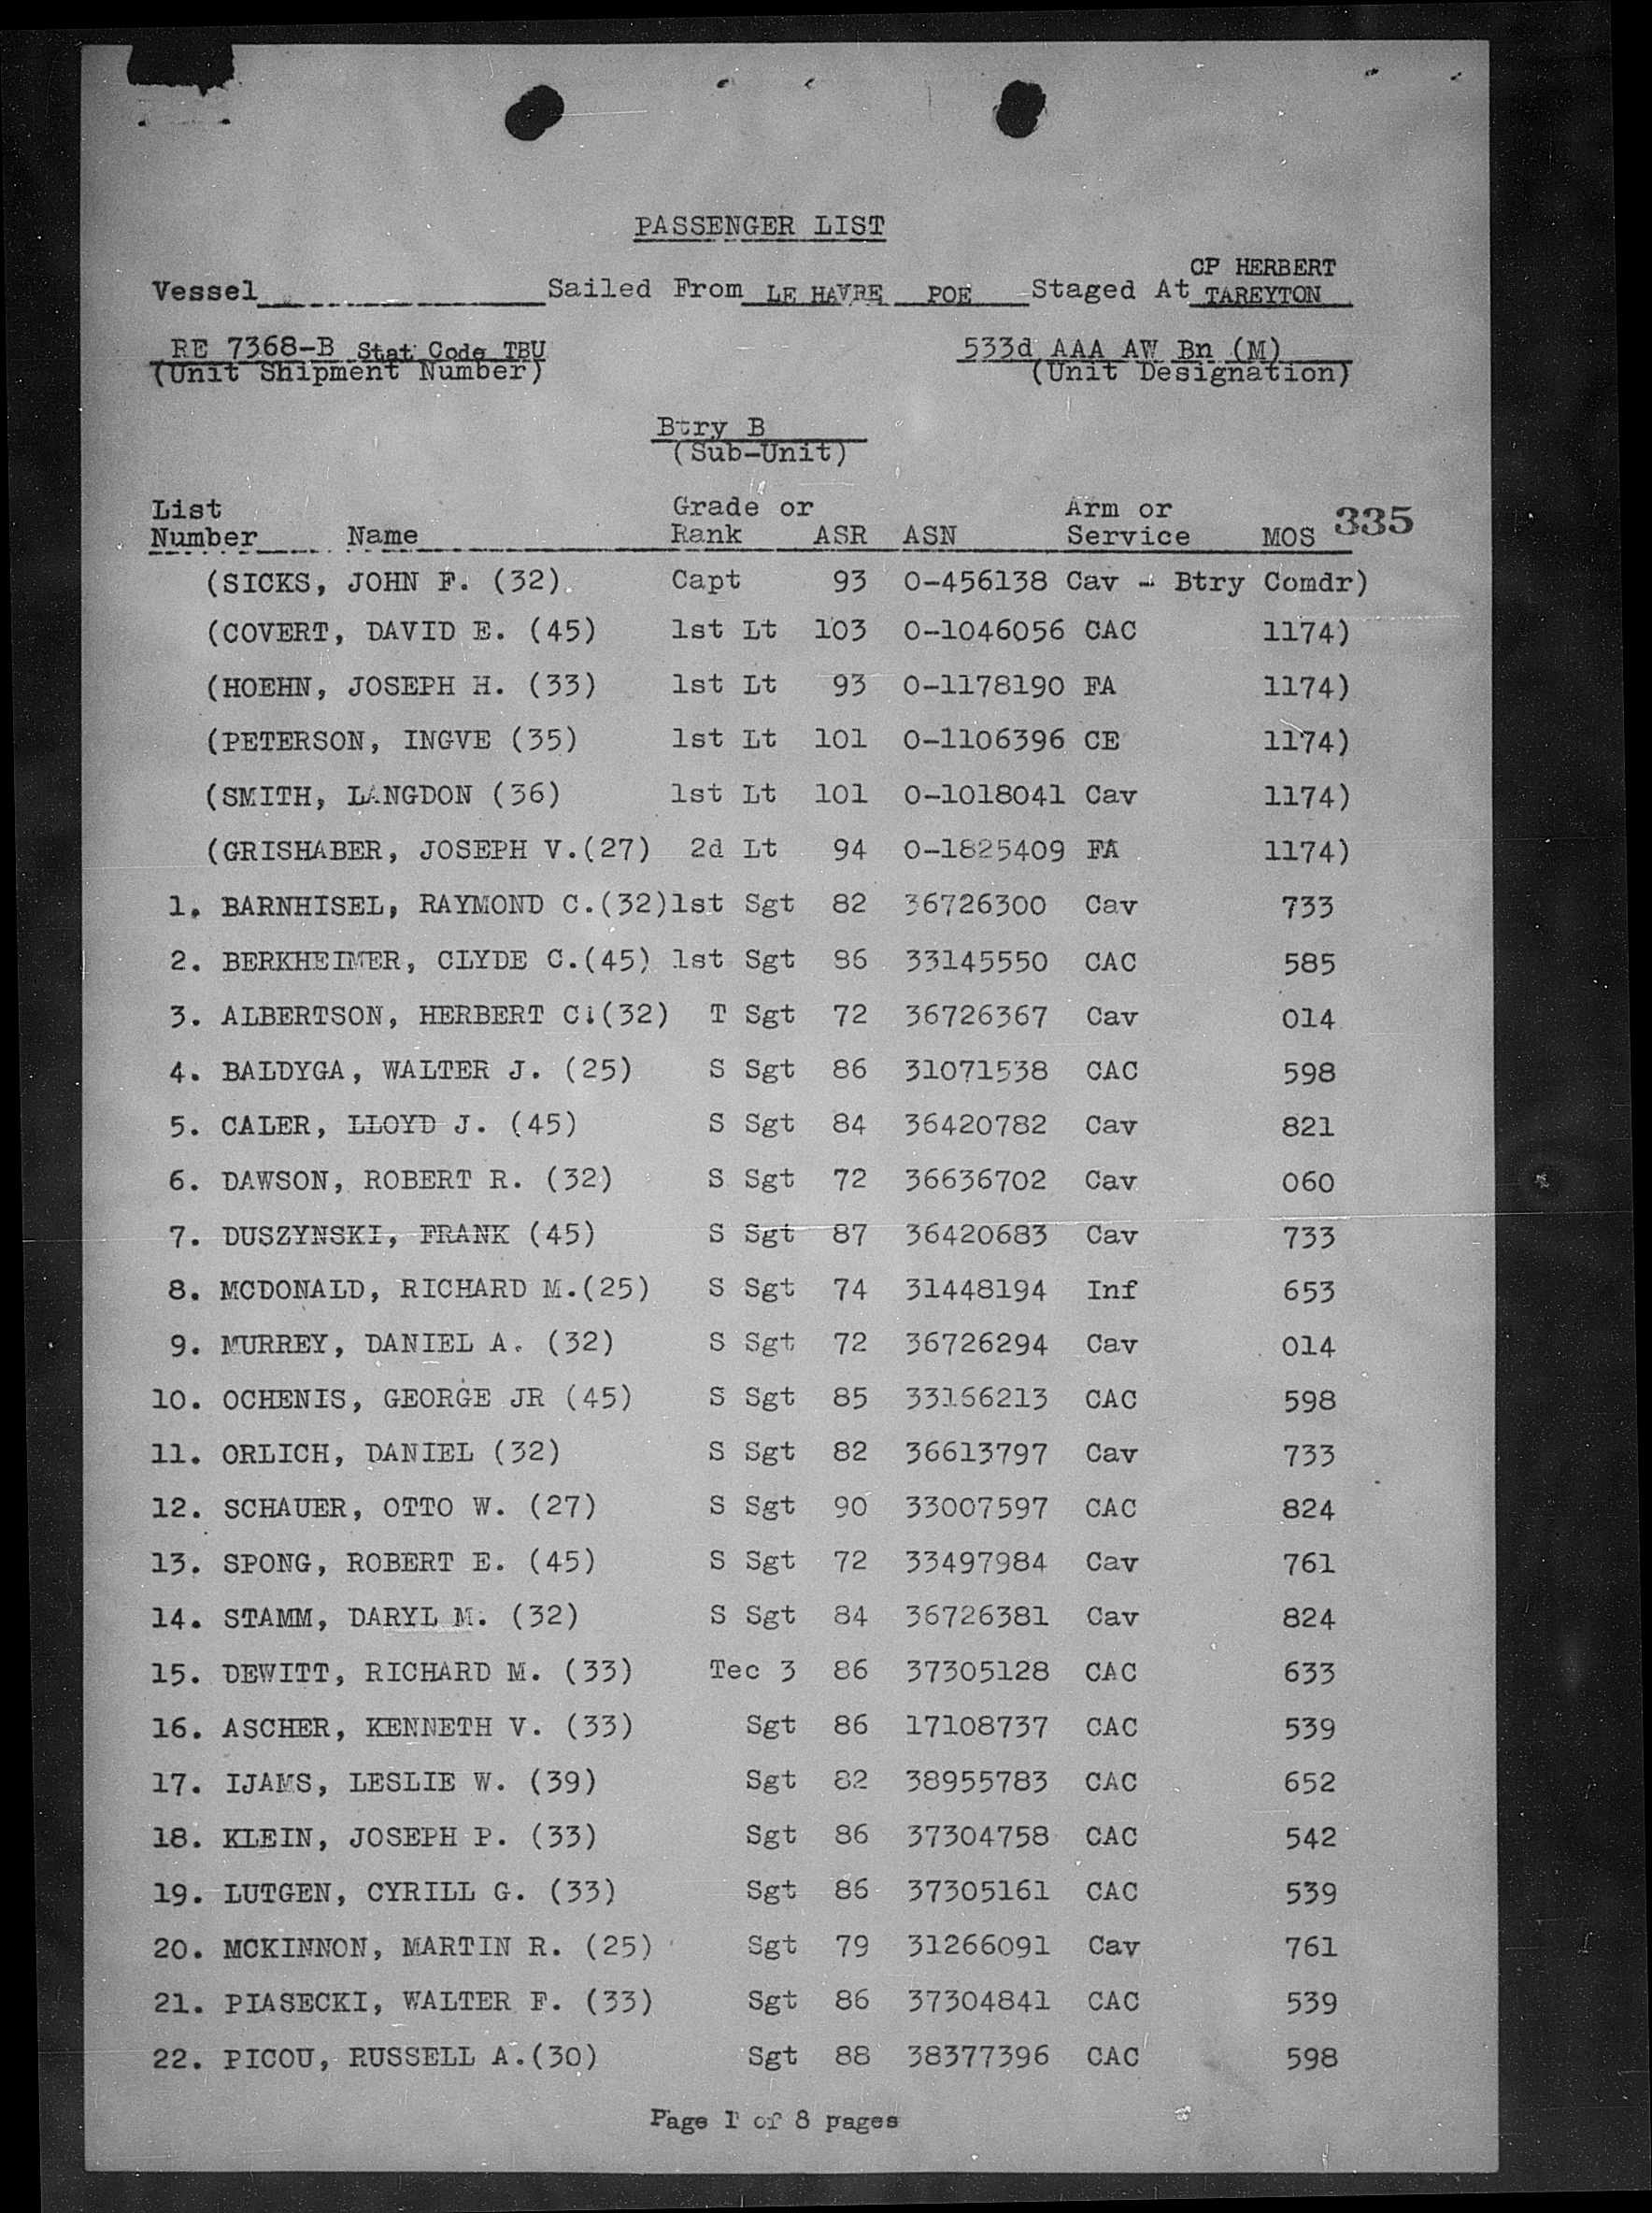 PASSENGER LIST
CP HERBERT
Vessel Sailed From LE HAVRE POE Staged At TAREYTON
RE 7368-B Stat Code TBU 533d AAA AW Bn (M)
(Unit Shipment Number) (Unit Designation)
Btry B
(Sub-Unit)
List Grade or Arm or
Number Name Rank ASR ASN Service MOS 335
(SICKS, JOHN F. (32). Capt 93 O-456138 Cav - Btry Comdr)
(COVERT, DAVID E. (45) 1st Lt 103 O-1046056 CAC 1174)
(HOEHN, JOSEPH H. (33) 1st Lt 93 O-1178190 FA 1174)
(PETERSON, INGVE (35) 1st Lt 101 O-1106396 CE 1174)
(SMITH, LANGDON (36) 1st Lt 101 O-1018041 Cav 1174)
(GRISHABER, JOSEPH V.(27) 2d Lt 94 O-1825409 FA 1174)
1. BARNHISEL, RAYMOND C.(32)1st Sgt 82 36726300 Cav 733
2. BERKHEIMER, CLYDE C.(45) 1st Sgt 86 33145550 CAC 585
3. ALBERTSON, HERBERT C.(32) T Sgt 72 36726367 Cav 014
4. BALDYGA, WALTER J. (25) S Sgt 86 31071538 CAC 598
5. CALER, LLOYD J. (45) S Sgt 84 36420782 Cav 821
6. DAWSON, ROBERT R. (32) S Sgt 72 36636702 Cav 060
7. DUSZYNSKI, FRANK (45) S Sgt 87 36420683 Cav 733
8. MCDONALD, RICHARD M.(25) S Sgt 74 31448194 Inf 653
9. MURREY, DANIEL A. (32) S Sgt 72 36726294 Cav 014
10. OCHENIS, GEORGE JR (45) S Sgt 85 33166213 CAC 598
11. ORLICH, DANIEL (32) S Sgt 82 36613797 Cav 733
12. SCHAUER, OTTO W. (27) S Sgt 90 33007597 CAC 824
13. SPONG, ROBERT E. (45) S Sgt 72 33497984 Cav 761
14. STAMM, DARYL M. (32) S Sgt 84 36726381 Cav 824
15. DEWITT, RICHARD M. (33) Tec 3 86 37305128 CAC 633
16. ASCHER, KENNETH V. (33) Sgt 86 17108737 CAC 539
17. IJAMS, LESLIE W. (39) Sgt 82 38955783 CAC 652
18. KLEIN, JOSEPH P. (33) Sgt 86 37304758 CAC 542
19. LUTGEN, CYRILL G. (33) Sgt 86 37305161 CAC 539
20. MCKINNON, MARTIN R. (25) Sgt 79 31266091 Cav 761
21. PIASECKI, WALTER F. (33) Sgt 86 37304841 CAC 539
22. PICOU, RUSSELL A.(30) Sgt 88 38377396 CAC 598
Page 1 of 8 pages